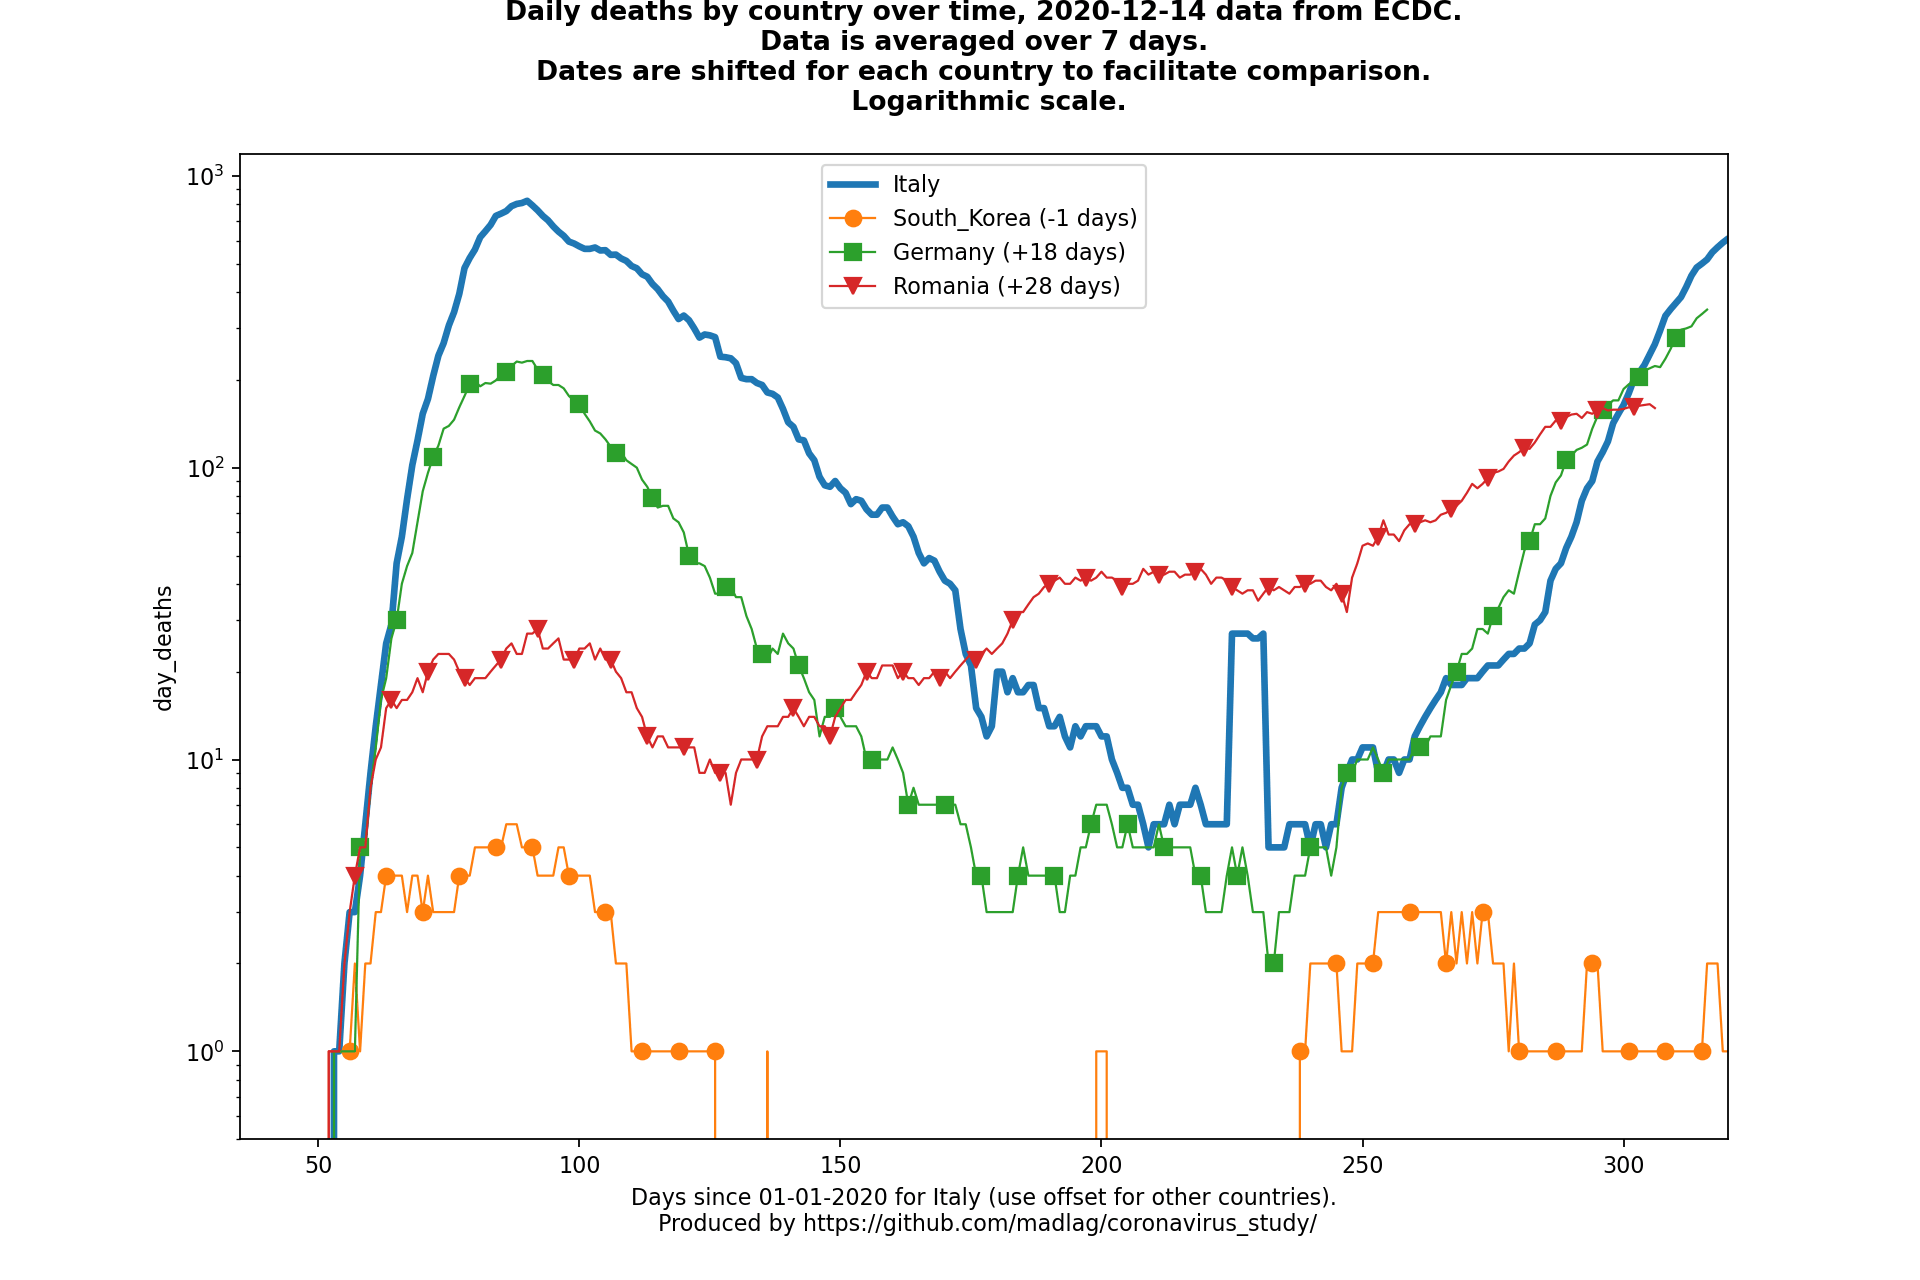 Daily deaths by country over time, 2020-12-14 data from ECDC.
Data is averaged over 7 days.
Dates are shifted for each country to facilitate comparison.
Logarithmic scale.
10³
Italy
South_Korea (-1 days)
Germany (+18 days)
Romania (+28 days)
10²
day_deaths
10¹
10⁰
50 100 150 200 250 300
Days since 01-01-2020 for Italy (use offset for other countries).
Produced by https://github.com/madlag/coronavirus_study/